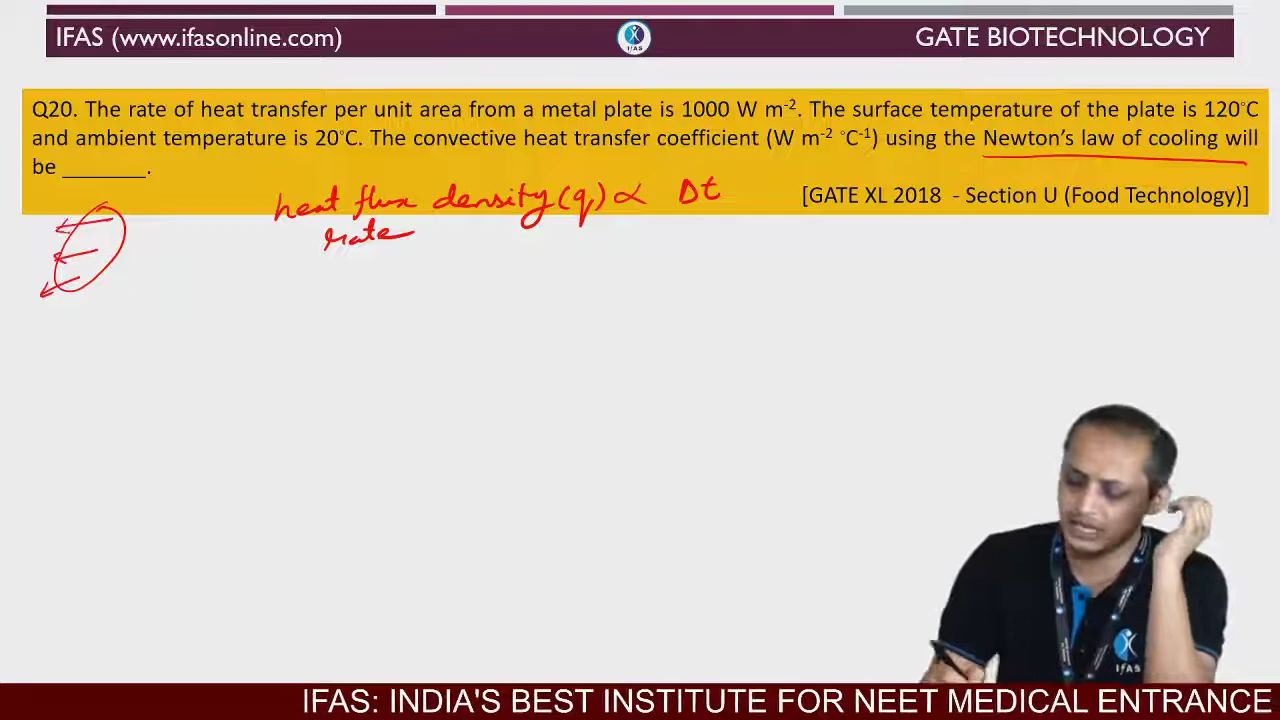 IFAS (www.ifasonline.com)
IFAS
GATE BIOTECHNOLOGY
Q20. The rate of heat transfer per unit area from a metal plate is 1000 W m-2. The surface temperature of the plate is 120°C
and ambient temperature is 20°C. The convective heat transfer coefficient (W m-2 °C-1) using the Newton's law of cooling will
be _______.
[GATE XL 2018 - Section U (Food Technology)]
heat flux density (q) ∝ Δt
rate
IFAS
IFAS: INDIA'S BEST INSTITUTE FOR NEET MEDICAL ENTRANCE